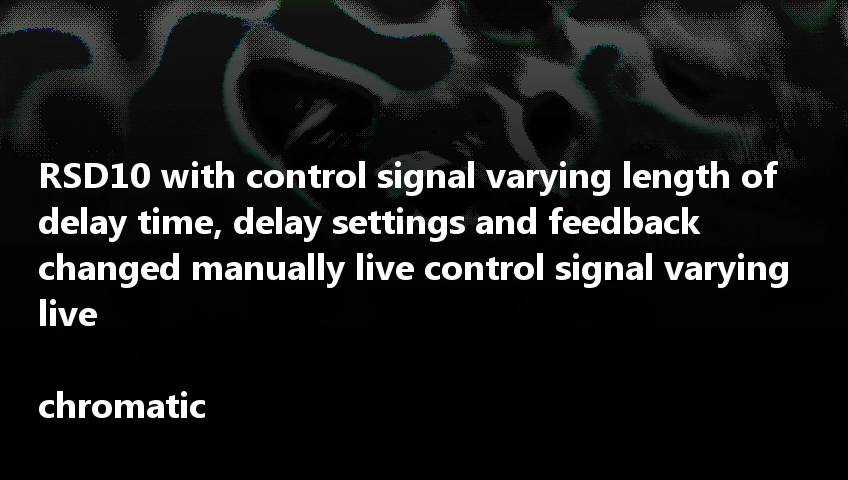 RSD10 with control signal varying length of
delay time, delay settings and feedback
changed manually live control signal varying
live
chromatic